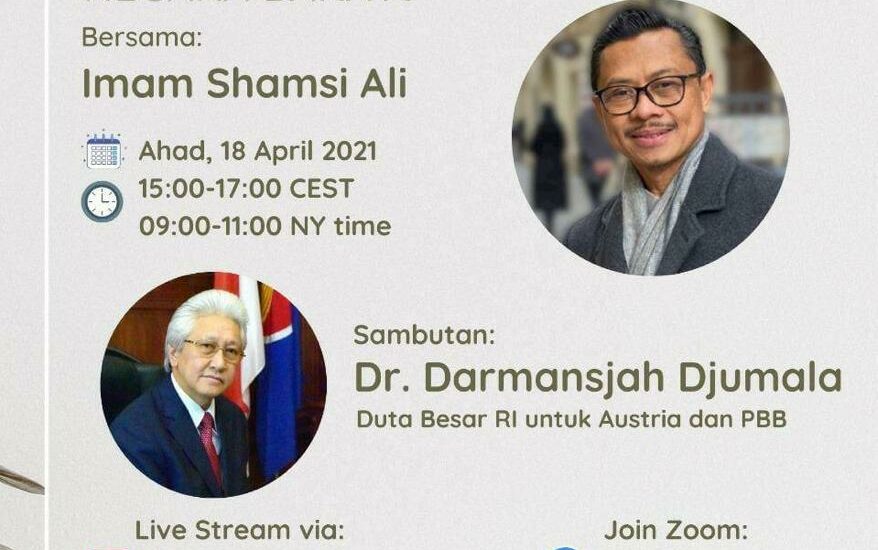 Bersama:
Imam Shamsi Ali
Ahad, 18 April 2021
15:00-17:00 CEST
09:00-11:00 NY time
Sambutan:
Dr. Darmansjah Djumala
Duta Besar RI untuk Austria dan PBB
Live Stream via:
Join Zoom: